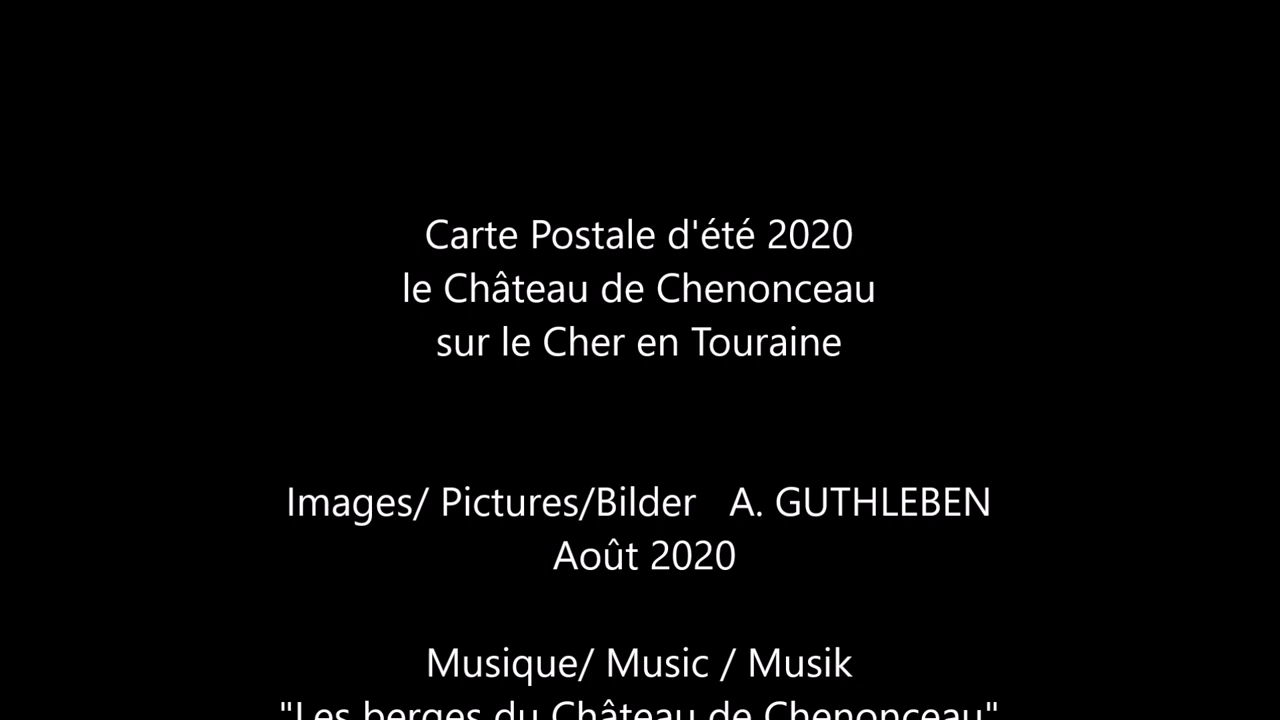 Carte Postale d'été 2020
le Château de Chenonceau
sur le Cher en Touraine
Images/ Pictures/Bilder A. GUTHLEBEN
Août 2020
Musique/ Music / Musik
"Les berges du Château de Chenonceau"